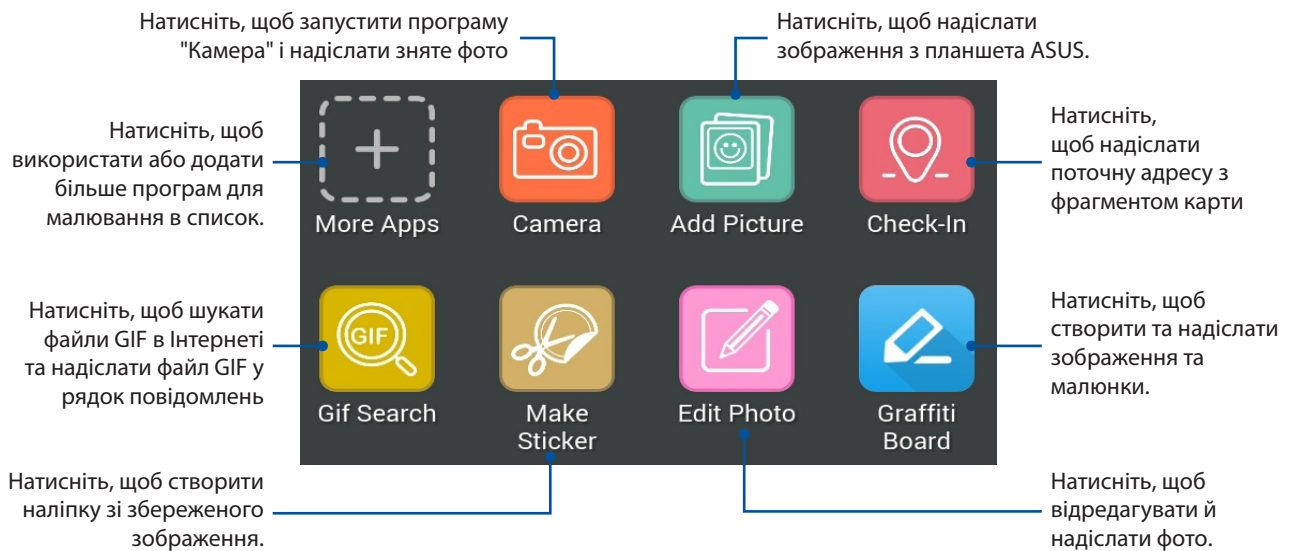 Натисніть, щоб запустити програму
"Камера" і надіслати зняте фото
Натисніть, щоб надіслати
зображення з планшета ASUS.
Натисніть, щоб
використати або додати
більше програм для
малювання в список.
More Apps
Camera
Add Picture
Check-In
Натисніть,
щоб надіслати
поточну адресу з
фрагментом карти
Натисніть, щоб шукати
файли GIF в Інтернеті
та надіслати файл GIF у
рядок повідомлень
GIF
Gif Search
Make
Sticker
Edit Photo
Graffiti
Board
Натисніть, щоб
створити та надіслати
зображення та
малюнки.
Натисніть, щоб створити
наліпку зі збереженого
зображення.
Натисніть, щоб
відредагувати й
надіслати фото.